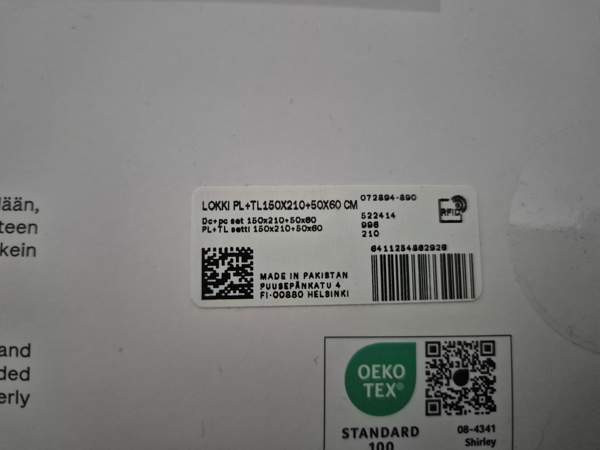 lään,
teen
kein
LOKKI PL+TL150X210+50X60 CM
072894-890
Dc+pc set 150x210+50x60
PL+TL setti 150x210+50x60
522414
996
210
RFID
6411254862928
MADE IN PAKISTAN
PUUSEPÄNKATU 4
FI-00880 HELSINKI
and
ded
erly
OEKO
TEX®
STANDARD
100
08-4341
Shirley